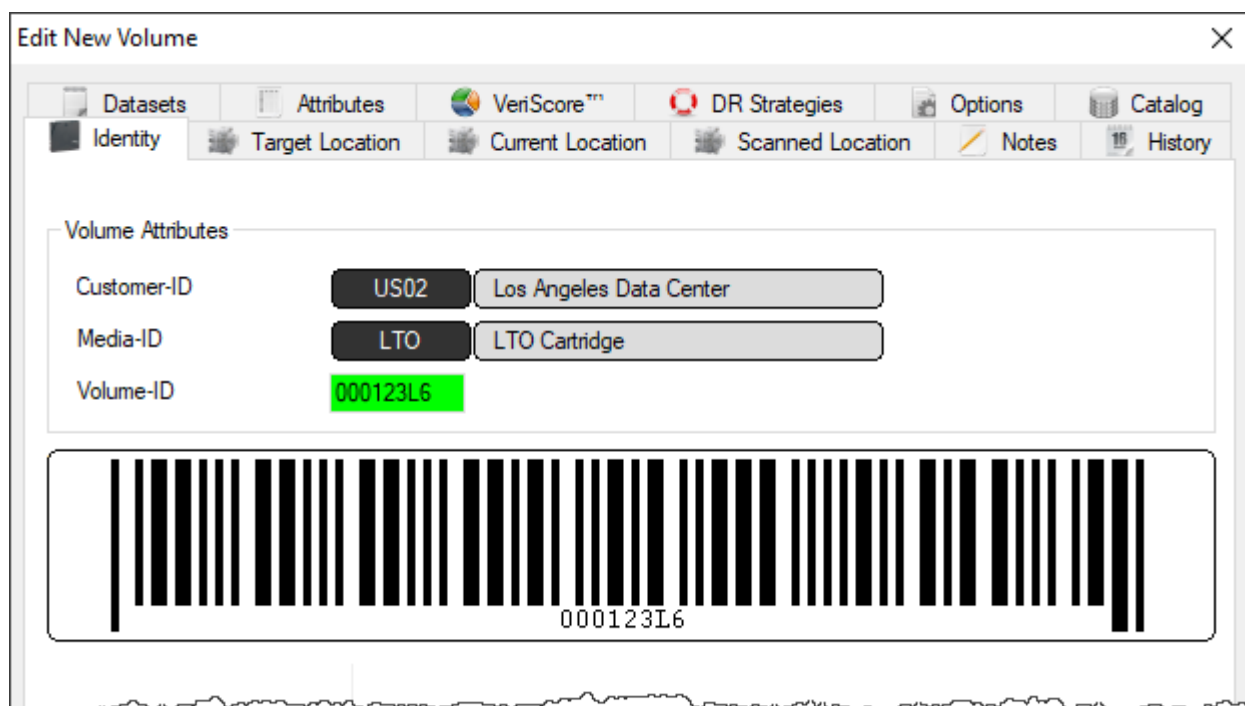 Edit New Volume
Datasets Attributes VeriScore™ DR Strategies Options Catalog
Identity Target Location Current Location Scanned Location Notes 16 History
Volume Attributes
Customer-ID US02 Los Angeles Data Center
Media-ID LTO LTO Cartridge
Volume-ID 000123L6
000123L6